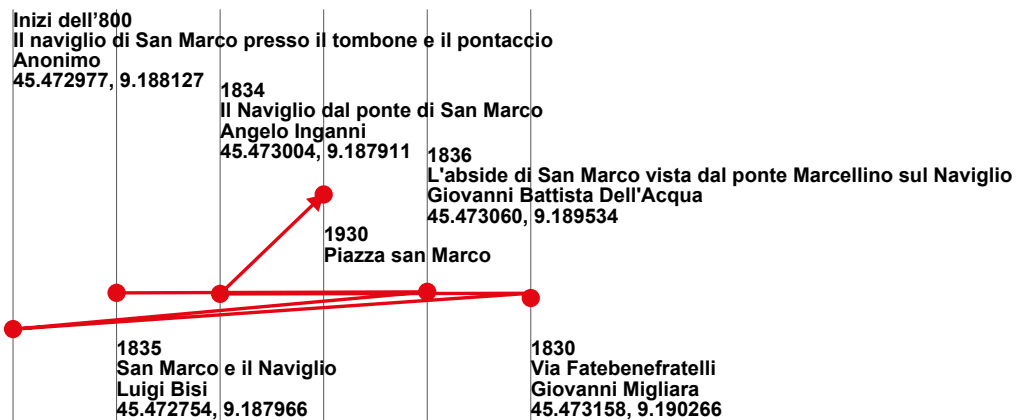 Inizi dell'800
Il naviglio di San Marco presso il tombone e il pontaccio
Anonimo
45.472977, 9.188127
1834
Il Naviglio dal ponte di San Marco
Angelo Inganni
45.473004, 9.187911
1836
L'abside di San Marco vista dal ponte Marcellino sul Naviglio
Giovanni Battista Dell'Acqua
45.473060, 9.189534
1930
Piazza san Marco
1835
San Marco e il Naviglio
Luigi Bisi
45.472754, 9.187966
1830
Via Fatebenefratelli
Giovanni Migliara
45.473158, 9.190266